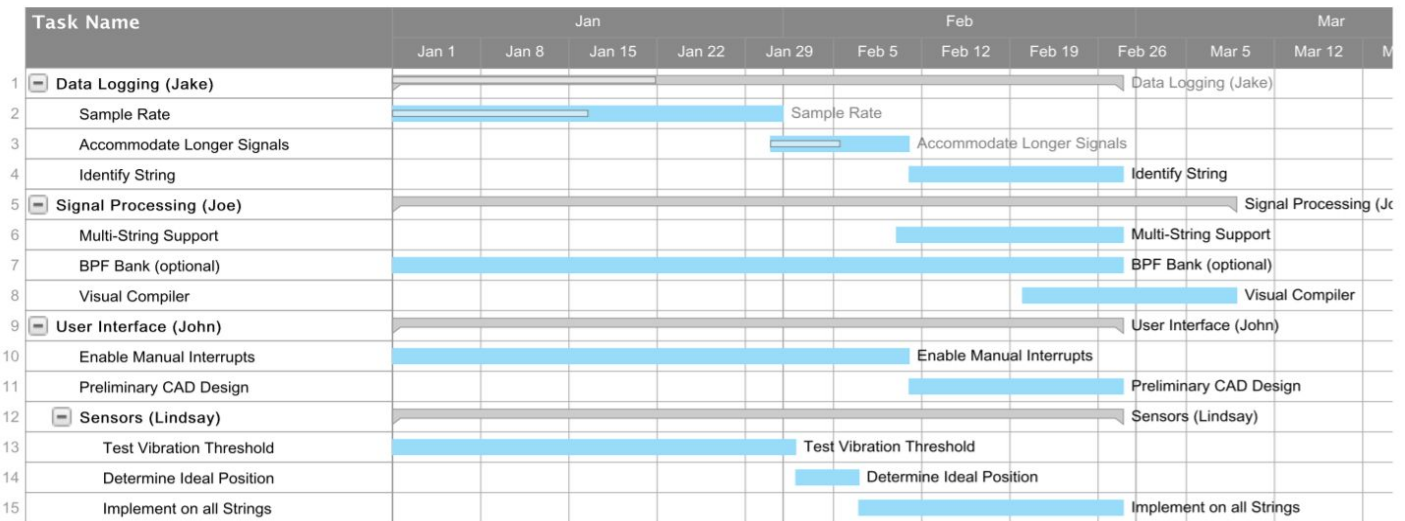 Task Name
Jan Feb Mar
Jan 1 Jan 8 Jan 15 Jan 22 Jan 29 Feb 5 Feb 12 Feb 19 Feb 26 Mar 5 Mar 12 M
1 Data Logging (Jake) Data Logging (Jake)
2 Sample Rate Sample Rate
3 Accommodate Longer Signals Accommodate Longer Signals
4 Identify String Identify String
5 Signal Processing (Joe) Signal Processing (Jo
6 Multi-String Support Multi-String Support
7 BPF Bank (optional) BPF Bank (optional)
8 Visual Compiler Visual Compiler
9 User Interface (John) User Interface (John)
10 Enable Manual Interrupts Enable Manual Interrupts
11 Preliminary CAD Design Preliminary CAD Design
12 Sensors (Lindsay) Sensors (Lindsay)
13 Test Vibration Threshold Test Vibration Threshold
14 Determine Ideal Position Determine Ideal Position
15 Implement on all Strings Implement on all Strings